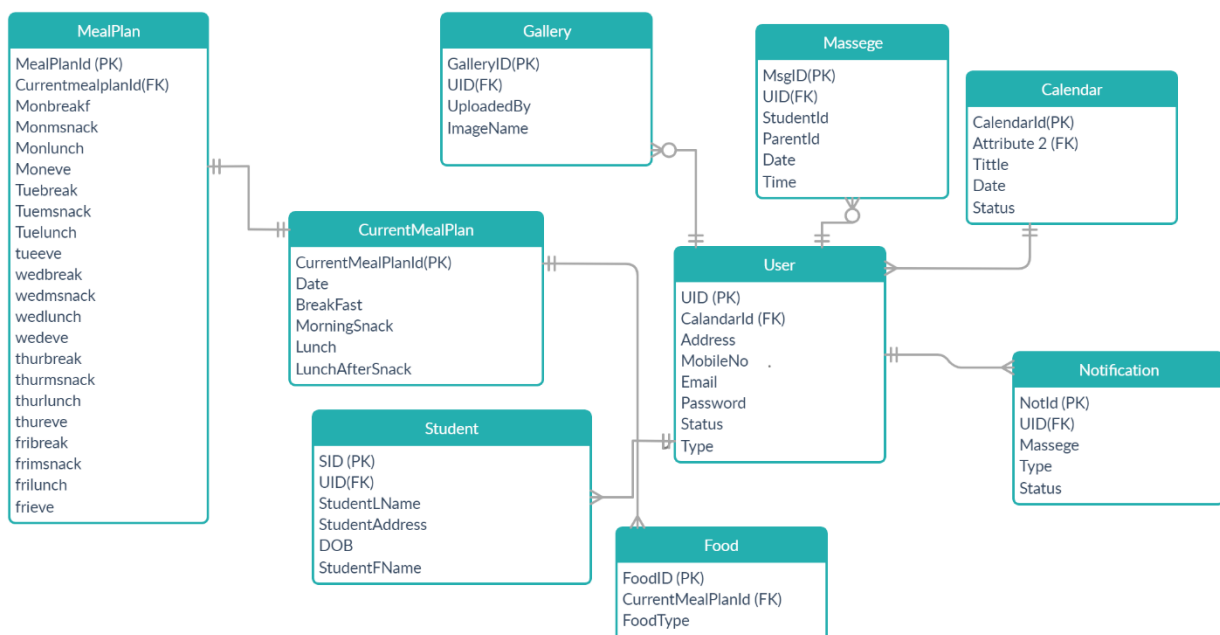 MealPlan
MealPlanId (PK)
CurrentmealplanId(FK)
Monbreakf
Monmsnack
Monlunch
Moneve
Tuebreak
Tuemsnack
Tuelunch
tueeve
wedbreak
wedmsnack
wedlunch
wedeve
thurbreak
thurmsnack
thurlunch
thureve
fribreak
frimsnack
frilunch
frieve
Gallery
GalleryID(PK)
UID(FK)
UploadedBy
ImageName
Massege
MsgID(PK)
UID(FK)
StudentId
ParentId
Date
Time
Calendar
CalendarId(PK)
Attribute 2 (FK)
Tittle
Date
Status
CurrentMealPlan
CurrentMealPlanId(PK)
Date
BreakFast
MorningSnack
Lunch
LunchAfterSnack
User
UID (PK)
CalandarId (FK)
Address
MobileNo .
Email
Password
Status
Type
Notification
NotId (PK)
UID(FK)
Massege
Type
Status
Student
SID (PK)
UID(FK)
StudentLName
StudentAddress
DOB
StudentFName
Food
FoodID (PK)
CurrentMealPlanId (FK)
FoodType